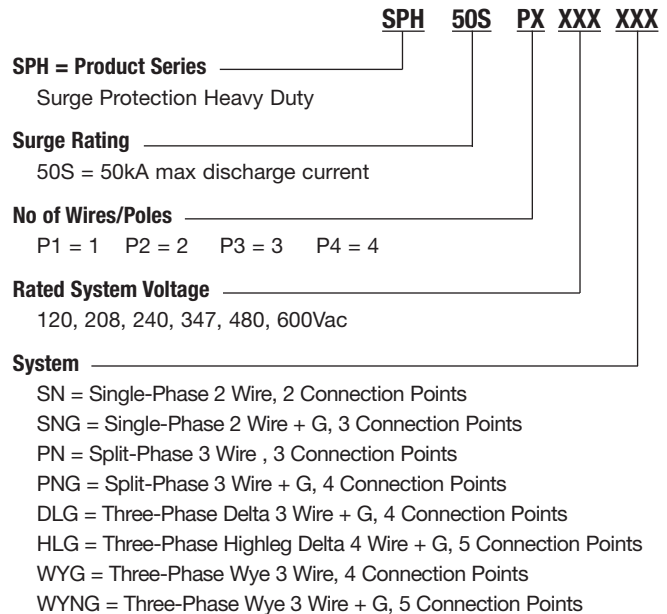 SPH 50S PX XXX XXX
SPH = Product Series
Surge Protection Heavy Duty
Surge Rating
50S = 50kA max discharge current
No of Wires/Poles
P1 = 1 P2 = 2 P3 = 3 P4 = 4
Rated System Voltage
120, 208, 240, 347, 480, 600Vac
System
SN = Single-Phase 2 Wire, 2 Connection Points
SNG = Single-Phase 2 Wire + G, 3 Connection Points
PN = Split-Phase 3 Wire , 3 Connection Points
PNG = Split-Phase 3 Wire + G, 4 Connection Points
DLG = Three-Phase Delta 3 Wire + G, 4 Connection Points
HLG = Three-Phase Highleg Delta 4 Wire + G, 5 Connection Points
WYG = Three-Phase Wye 3 Wire, 4 Connection Points
WYNG = Three-Phase Wye 3 Wire + G, 5 Connection Points